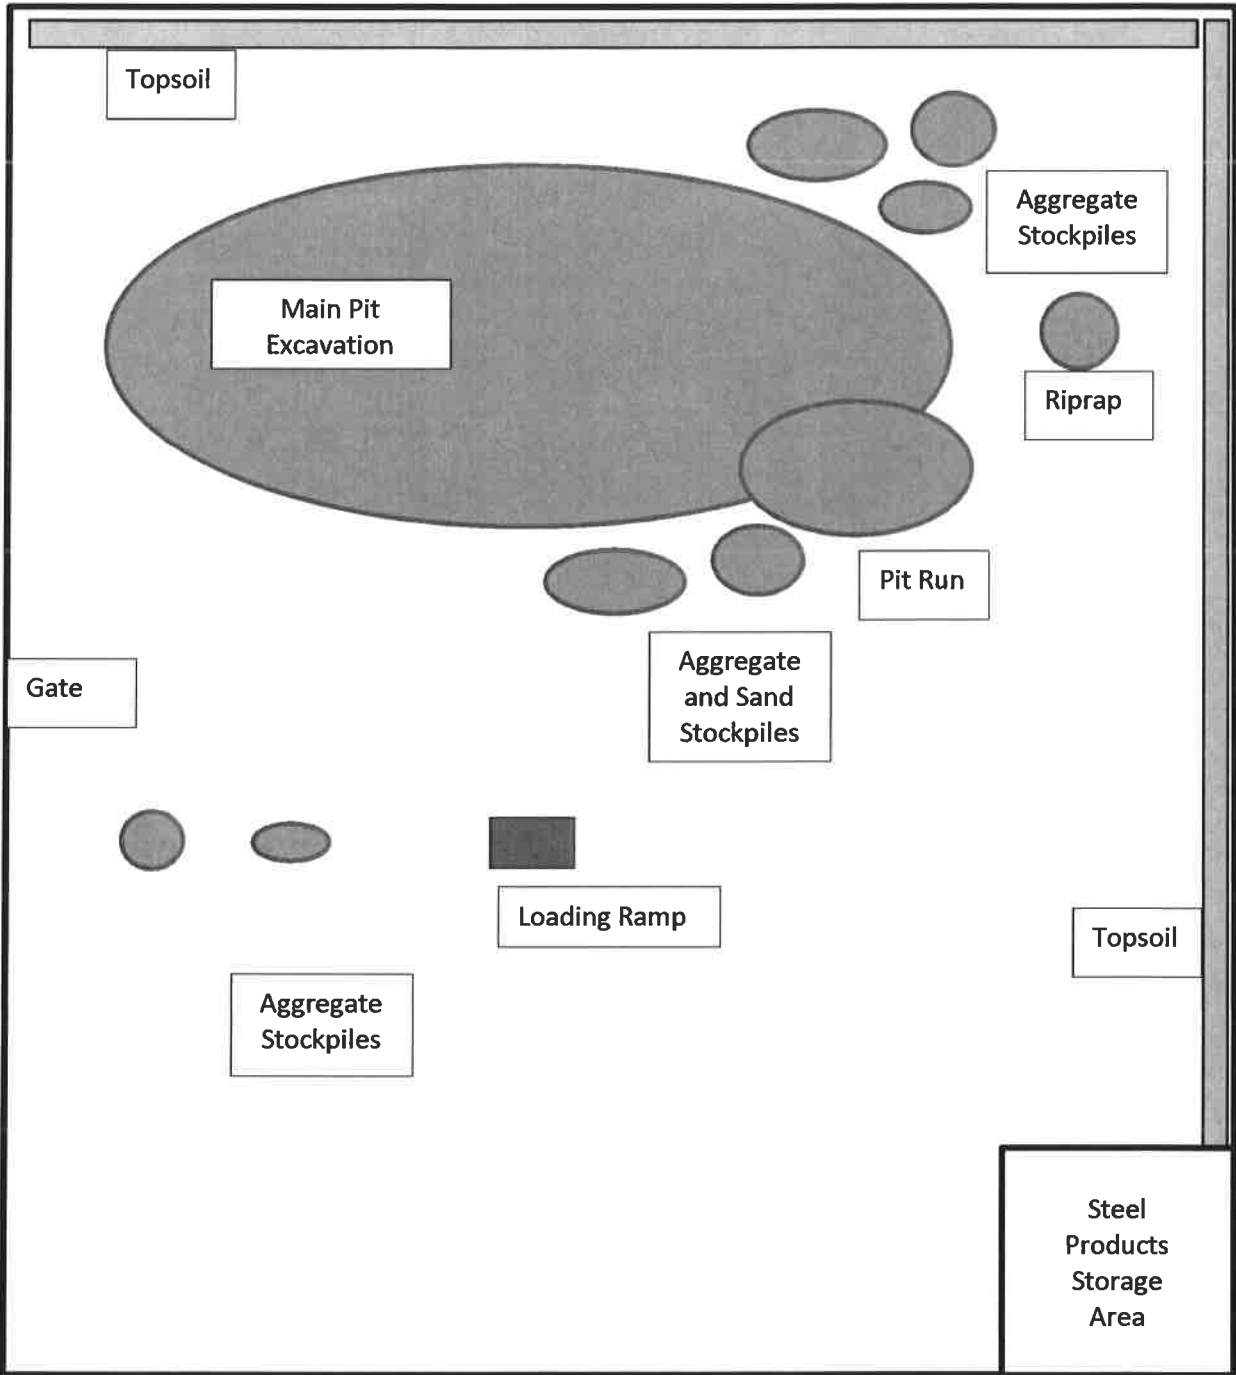 Topsoil
Aggregate
Stockpiles
Main Pit
Excavation
Riprap
Pit Run
Aggregate
and Sand
Stockpiles
Gate
Loading Ramp
Topsoil
Aggregate
Stockpiles
Steel
Products
Storage
Area